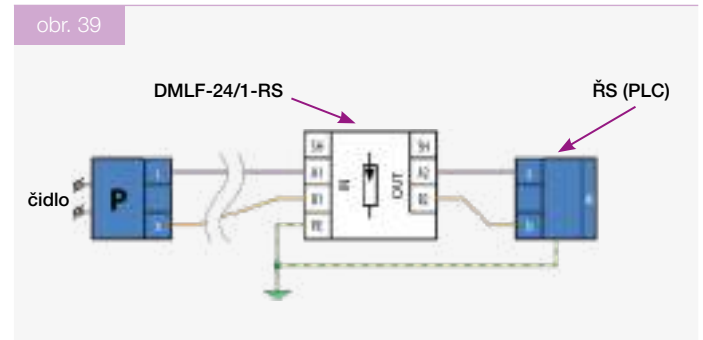 obr. 39
DMLF-24/1-RS
ŘS (PLC)
čidlo
P
SH
A1
B1
PE
IN
OUT
SH
A2
B2